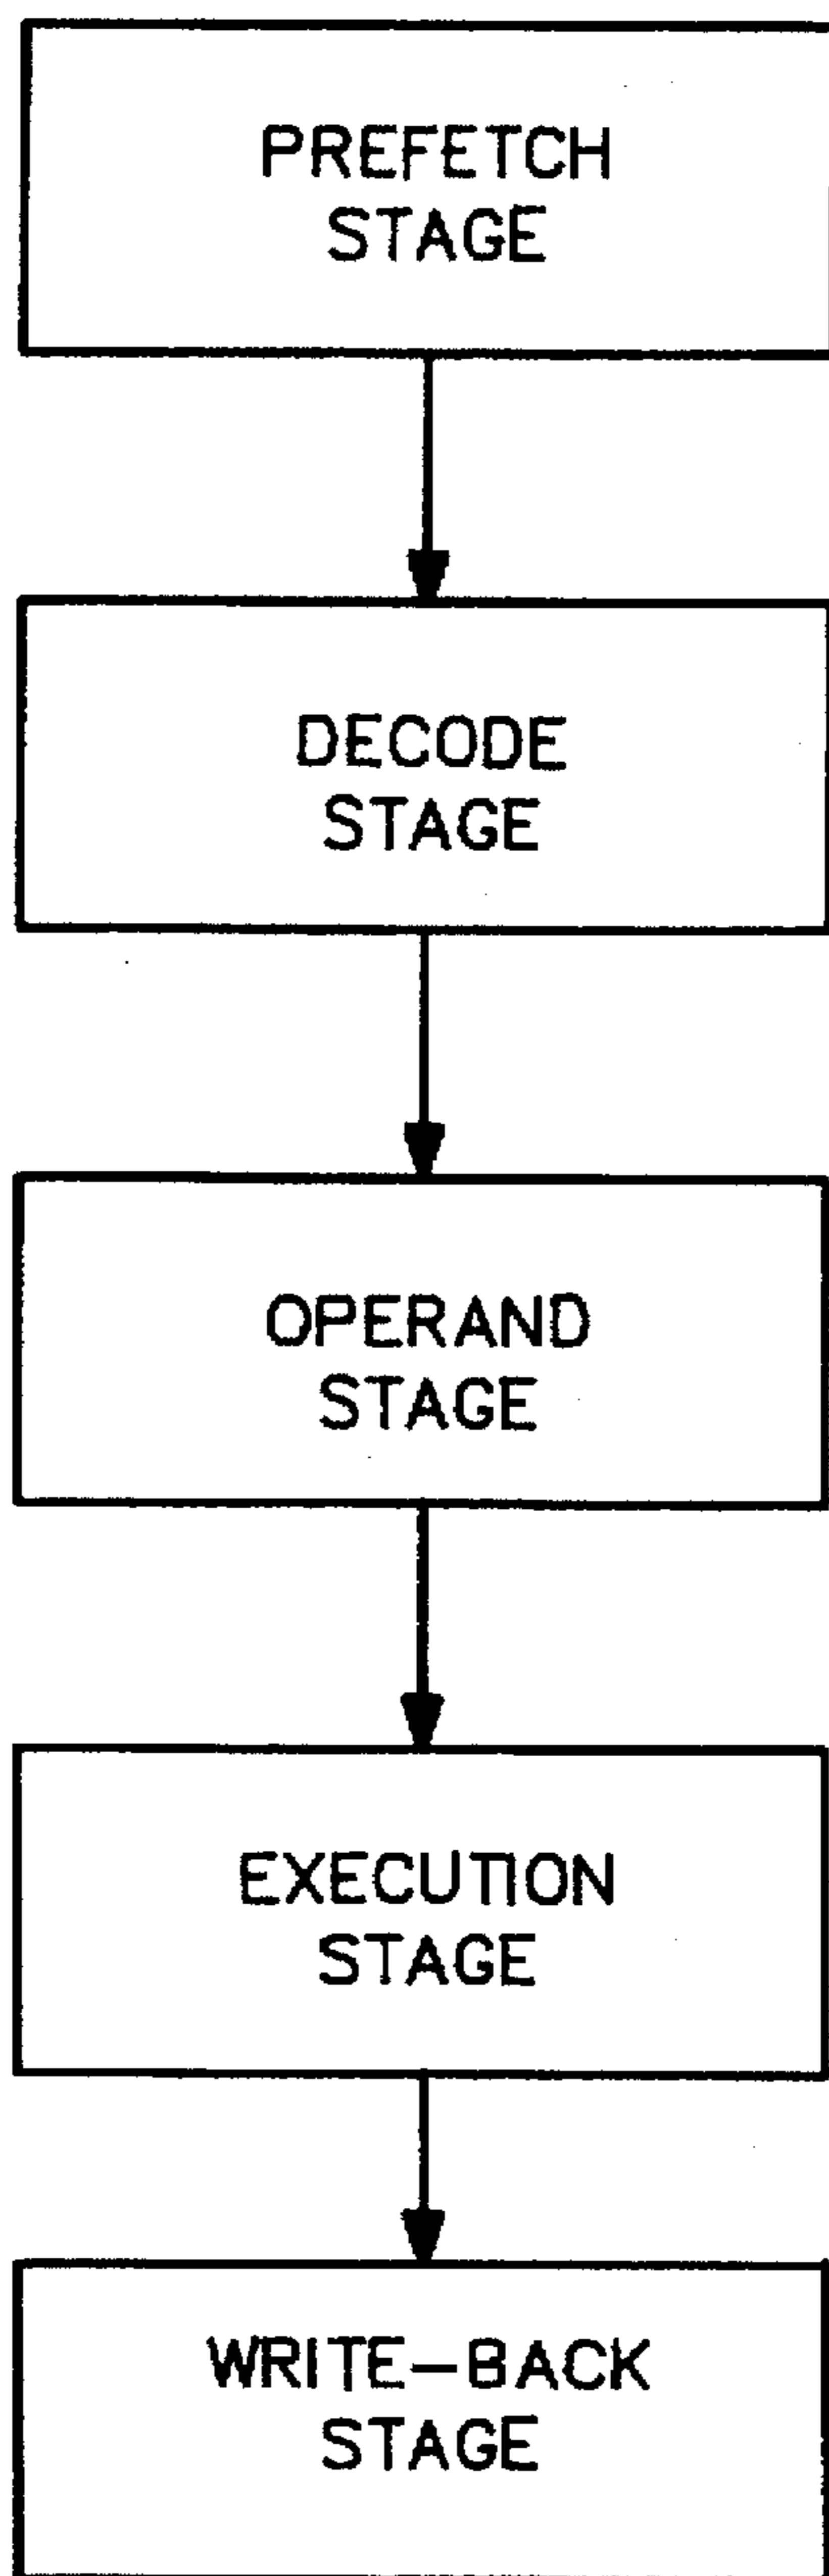 PREFETCH
STAGE
DECODE
STAGE
OPERAND
STAGE
EXECUTION
STAGE
WRITE-BACK
STAGE